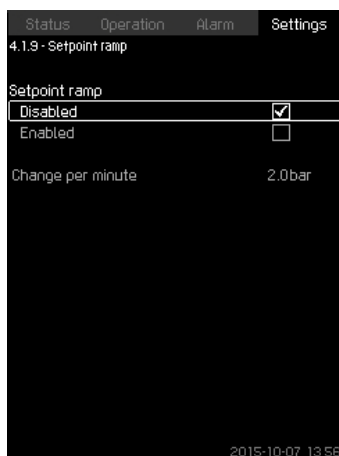 Status Operation Alarm Settings
4.1.9 - Setpoint ramp
Setpoint ramp
Disabled
Enabled
Change per minute 2.0bar
2015-10-07 13:56